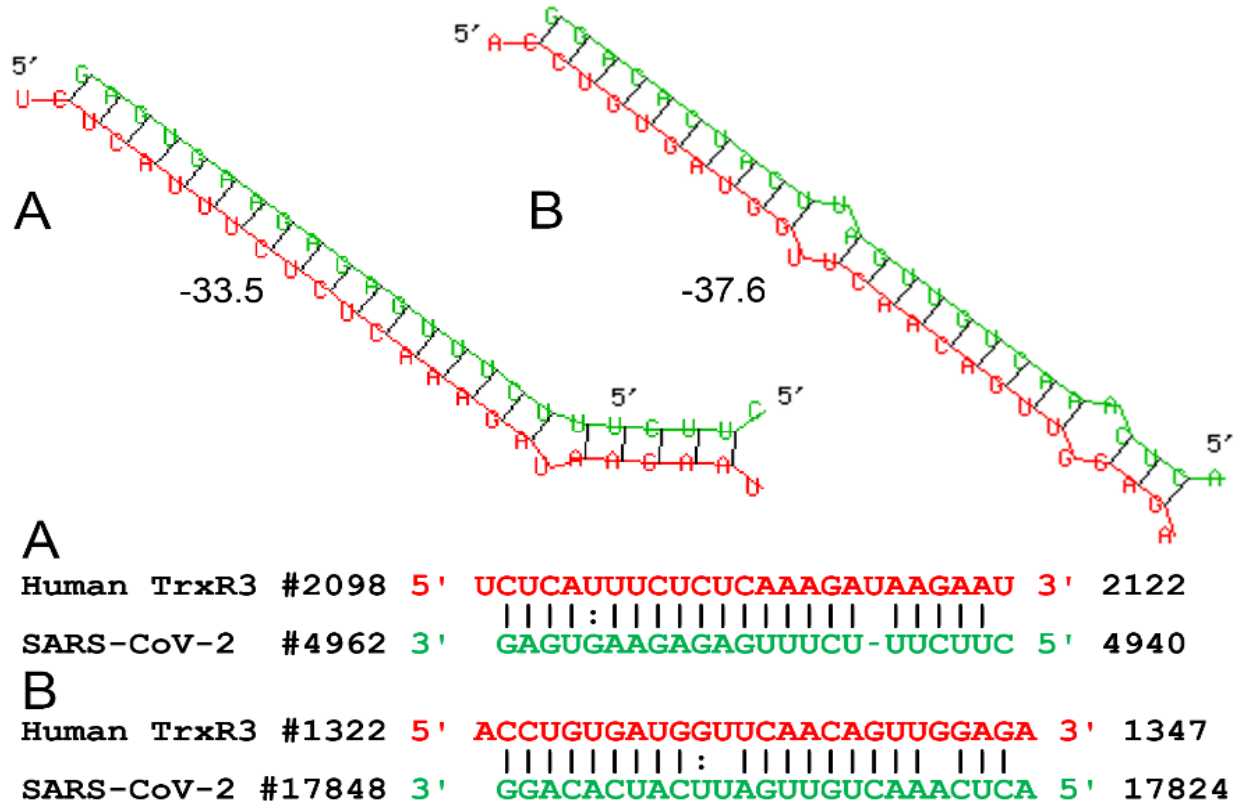 5′
G A G U G A A G A G A G U U U C U U U C U U C
5′
5′
U C U C A U U U C U C U C A A A G A U A A G A A U
A
-33.5
5′
G G A C A C U A C U U A G U U G U C A A A C U C A
5′
A C C U G U G A U G G U U C A A C A G U U G G A G A
B
-37.6
A
Human TrxR3 #2098 5' UCUCAUUUCUCUCAAAGAUAAGAAU 3' 2122
||||:|||||||||||| |||||
SARS-CoV-2 #4962 3' GAGUGAAGAGAGUUUCU-UUCUUC 5' 4940
B
Human TrxR3 #1322 5' ACCUGUGAUGGUUCAACAGUUGGAGA 3' 1347
|||||||||: ||||||||| |||
SARS-CoV-2 #17848 3' GGACACUACUUAGUUGUCAAACUCA 5' 17824